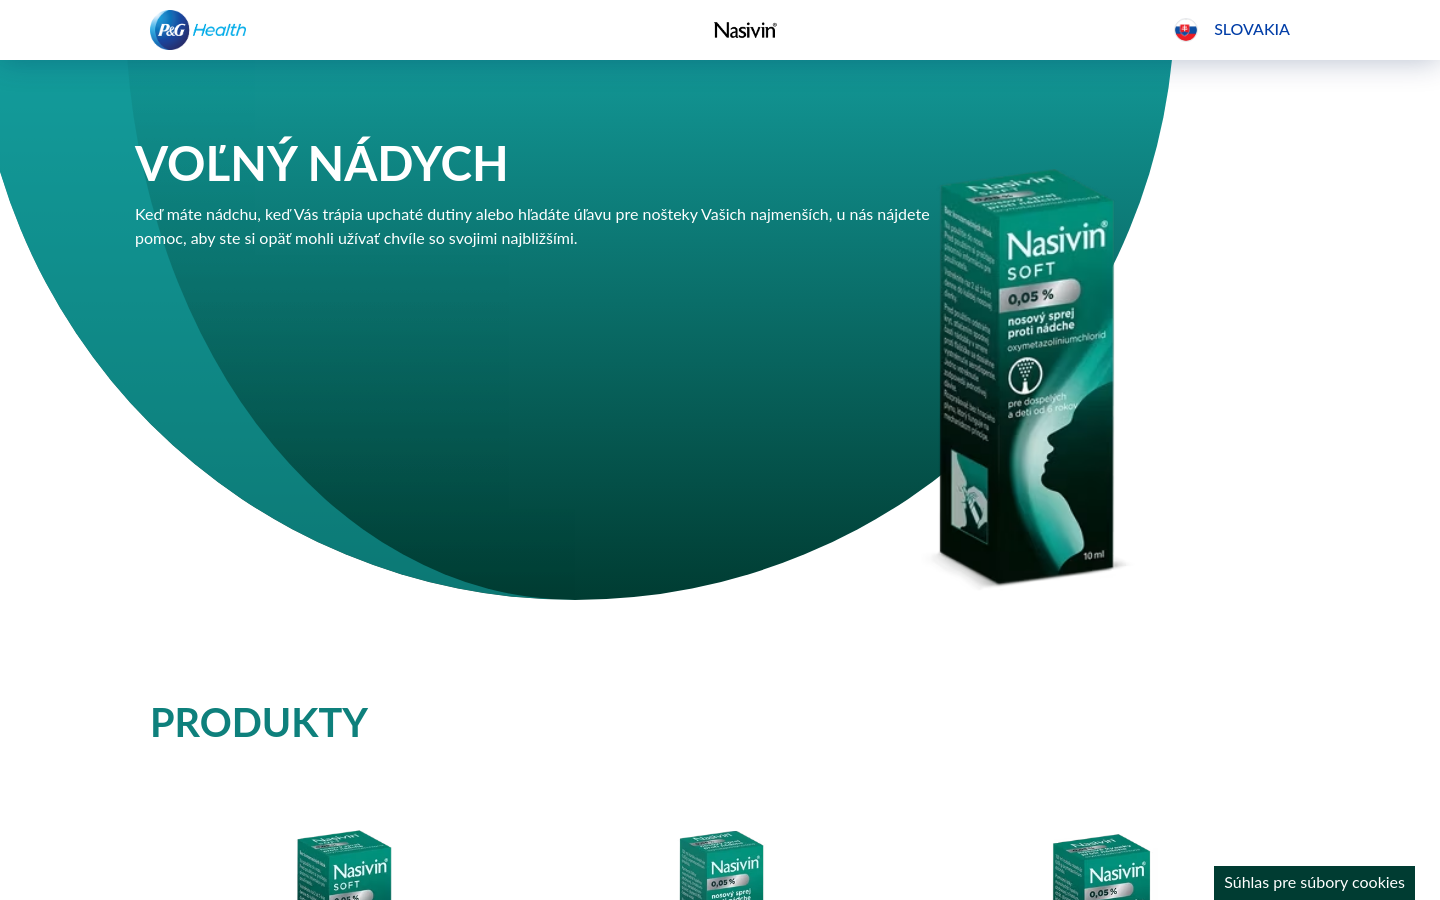 P&G Health
Nasivin®
SLOVAKIA
VOĽNÝ NÁDYCH
Keď máte nádchu, keď Vás trápia upchaté dutiny alebo hľadáte úľavu pre nošteky Vašich najmenších, u nás nájdete
pomoc, aby ste si opäť mohli užívať chvíle so svojimi najbližšími.
Nasivin®
SOFT
0,05 %
nosový sprej
proti nádche
oxymetazolíniumchlorid
pre dospelých
a deti od 6 rokov
10 ml
PRODUKTY
Nasivin®
SOFT
0,05 %
Nasivin®
0,05 %
nosový sprej
Nasivin®
0,05 %
Súhlas pre súbory cookies